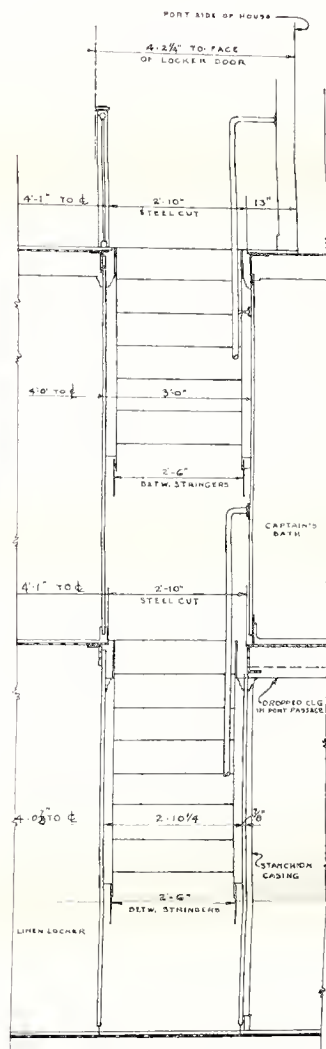 PORT SIDE OF HOUSE
4'-2¼" TO FACE
OF LOCKER DOOR
4'-1" TO ℄
2'-10"
STEEL CUT
13"
4'-0" TO ℄
3'-0"
2'-6"
BETW. STRINGERS
CAPTAIN'S
BATH
4'-1" TO ℄
2'-10"
STEEL CUT
DROPPED CLG
IN PORT PASSAGE
TO ℄
2'-10¼
⅞"
STANCHION
CASING
2'-6"
BETW. STRINGERS
LINEN LOCKER